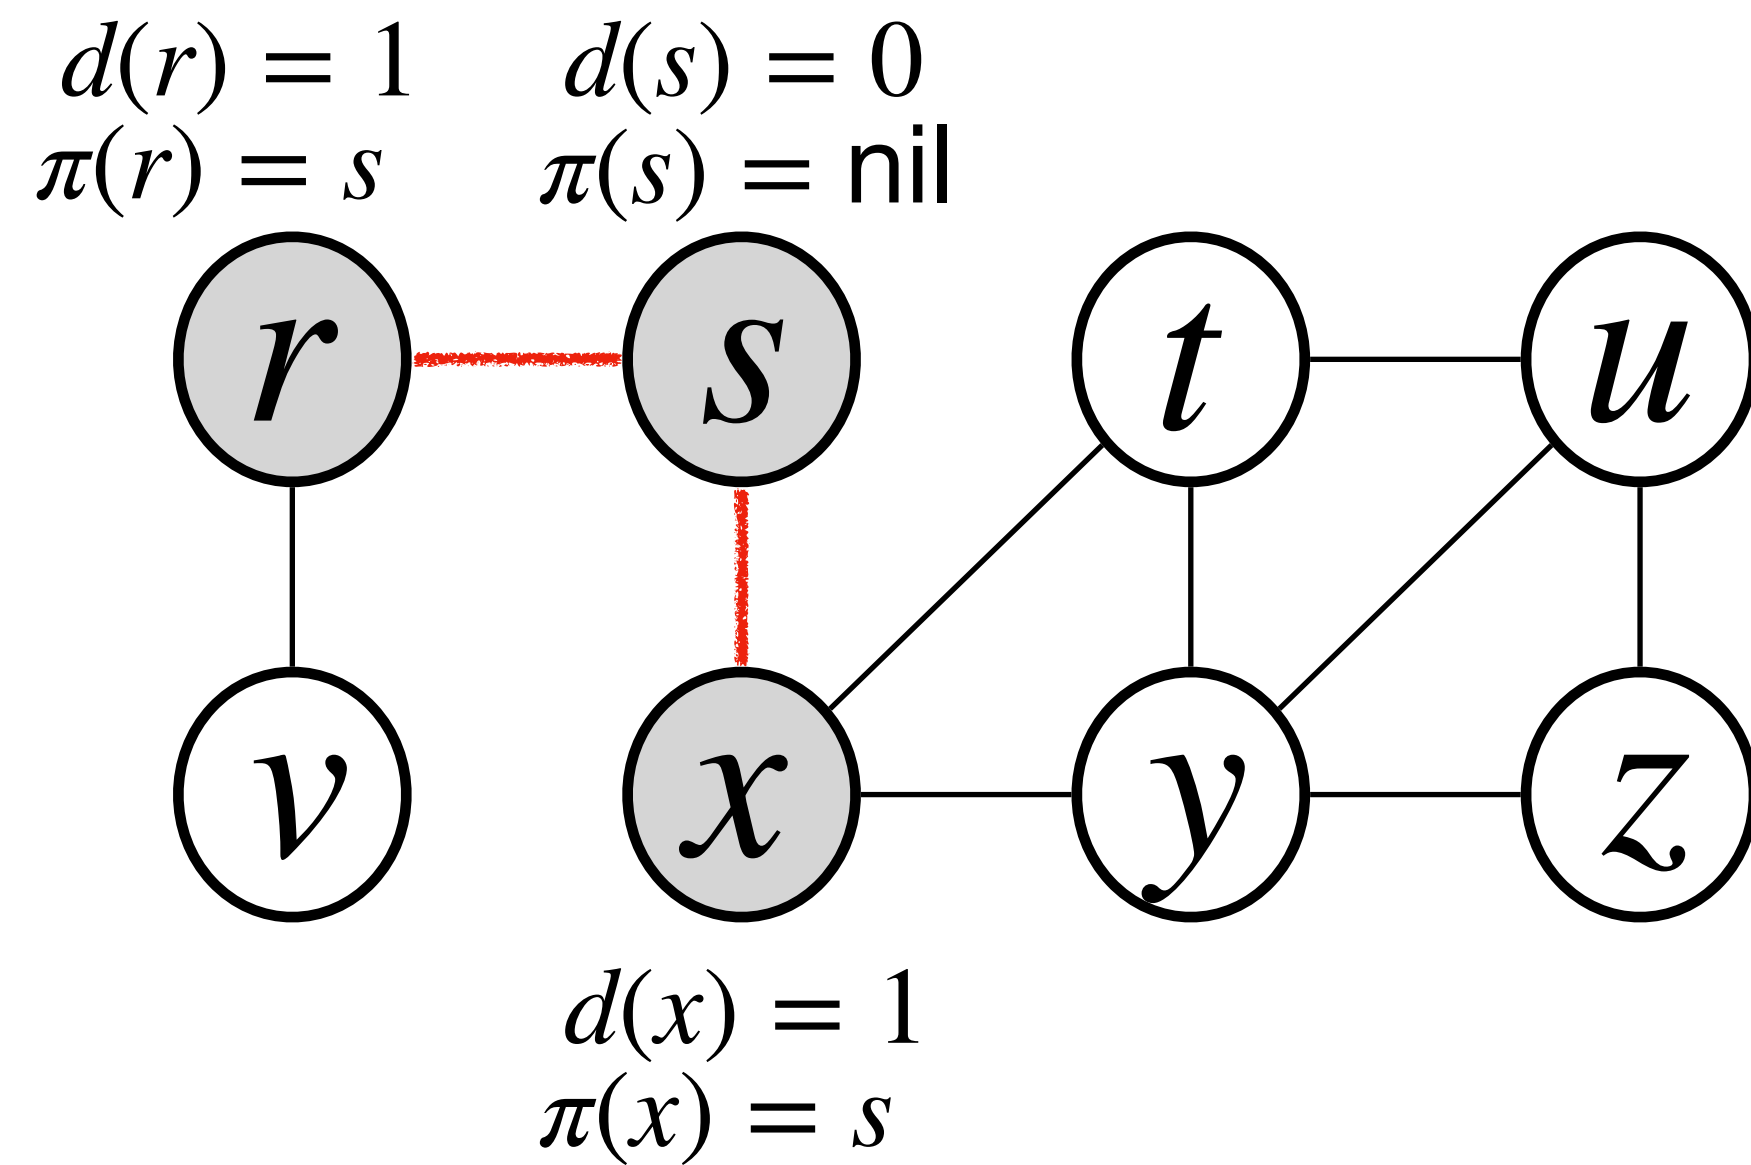 d(r) = 1
π(r) = s
d(s) = 0
π(s) = nil
r
s
t
u
v
x
y
z
d(x) = 1
π(x) = s